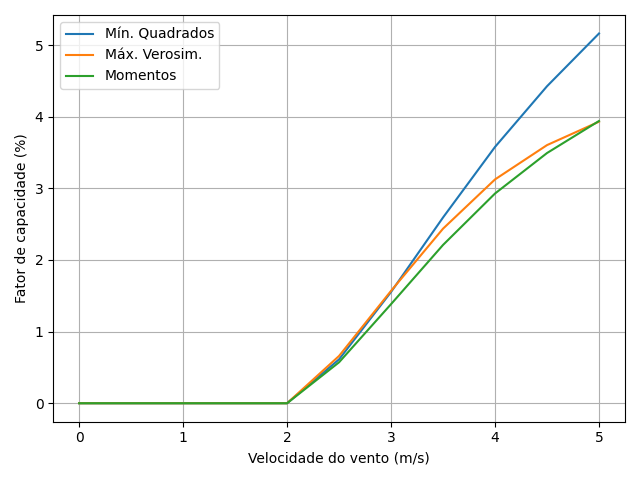 Mín. Quadrados
Máx. Verosim.
Momentos
Fator de capacidade (%)
5
4
3
2
1
0
0 1 2 3 4 5
Velocidade do vento (m/s)